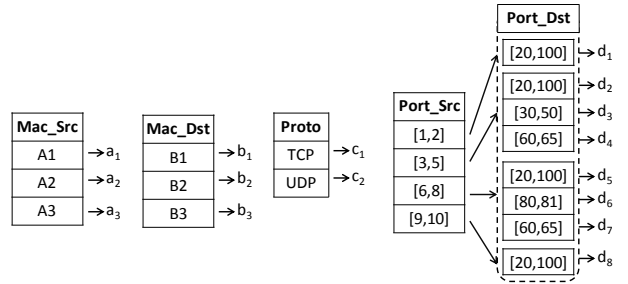 Port_Dst
[20,100] d1
[20,100] d2
[30,50] d3
[60,65] d4
[20,100] d5
[80,81] d6
[60,65] d7
[20,100] d8
Port_Src
[1,2]
[3,5]
[6,8]
[9,10]
Mac_Src
A1 a1
A2 a2
A3 a3
Mac_Dst
B1 b1
B2 b2
B3 b3
Proto
TCP c1
UDP c2